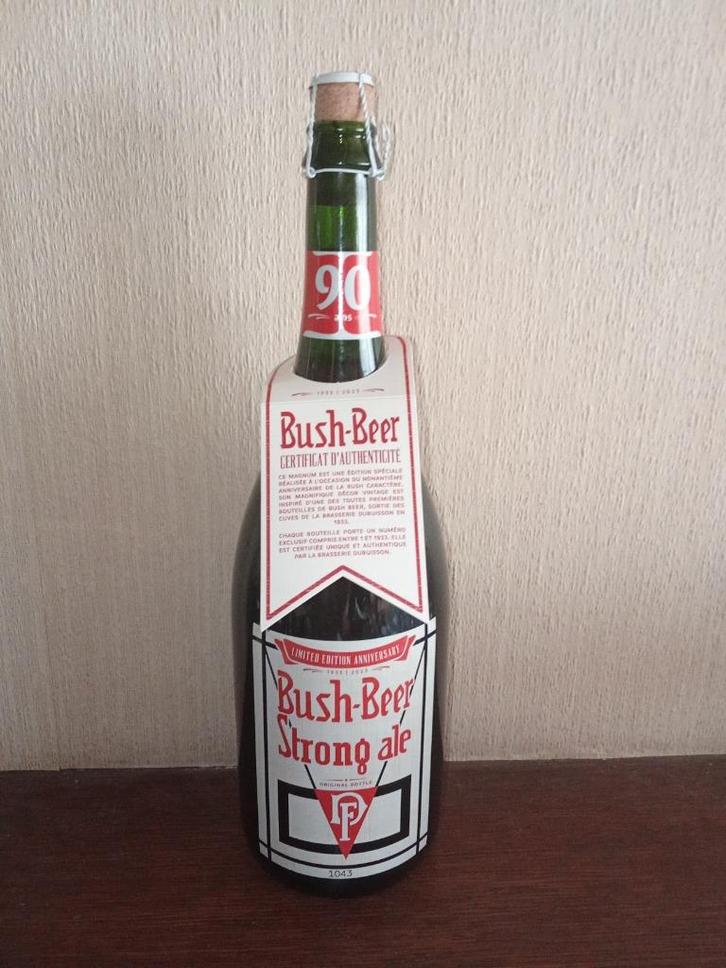 90
ans
1933 | 2023
Bush-Beer
CERTIFICAT D'AUTHENTICITÉ
CE MAGNUM EST UNE ÉDITION SPÉCIALE
RÉALISÉE À L'OCCASION DU NONANTIÈME
ANNIVERSAIRE DE LA BUSH CARACTÈRE.
SON MAGNIFIQUE DÉCOR VINTAGE EST
INSPIRÉ D'UNE DES TOUTES PREMIÈRES
BOUTEILLES DE BUSH BEER, SORTIE DES
CUVES DE LA BRASSERIE DUBUISSON EN
1933.
CHAQUE BOUTEILLE PORTE UN NUMÉRO
EXCLUSIF COMPRIS ENTRE 1 ET 1933. ELLE
EST CERTIFIÉE UNIQUE ET AUTHENTIQUE
PAR LA BRASSERIE DUBUISSON.
LIMITED EDITION ANNIVERSARY
1933 | 2023
Bush-Beer
Strong ale
ORIGINAL BOTTLE
DF
1043